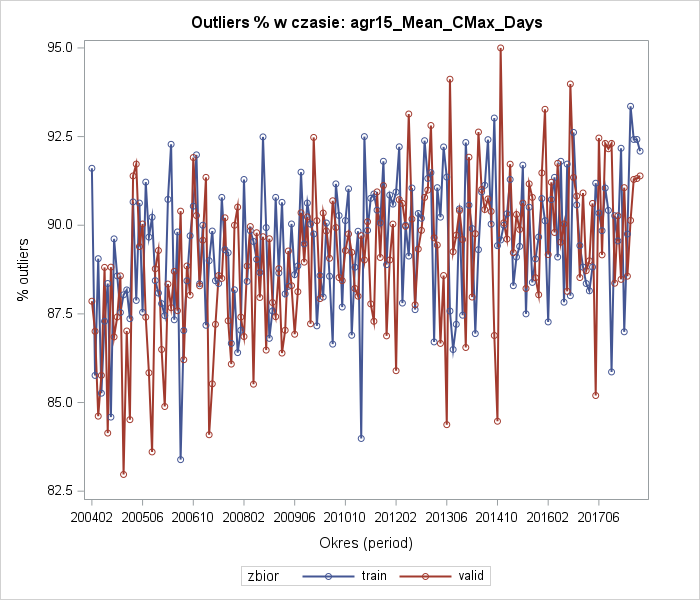 Outliers % w czasie: agr15_Mean_CMax_Days
95.0
92.5
90.0
87.5
85.0
82.5
% outliers
200402 200506 200610 200802 200906 201010 201202 201306 201410 201602 201706
Okres (period)
zbior train valid